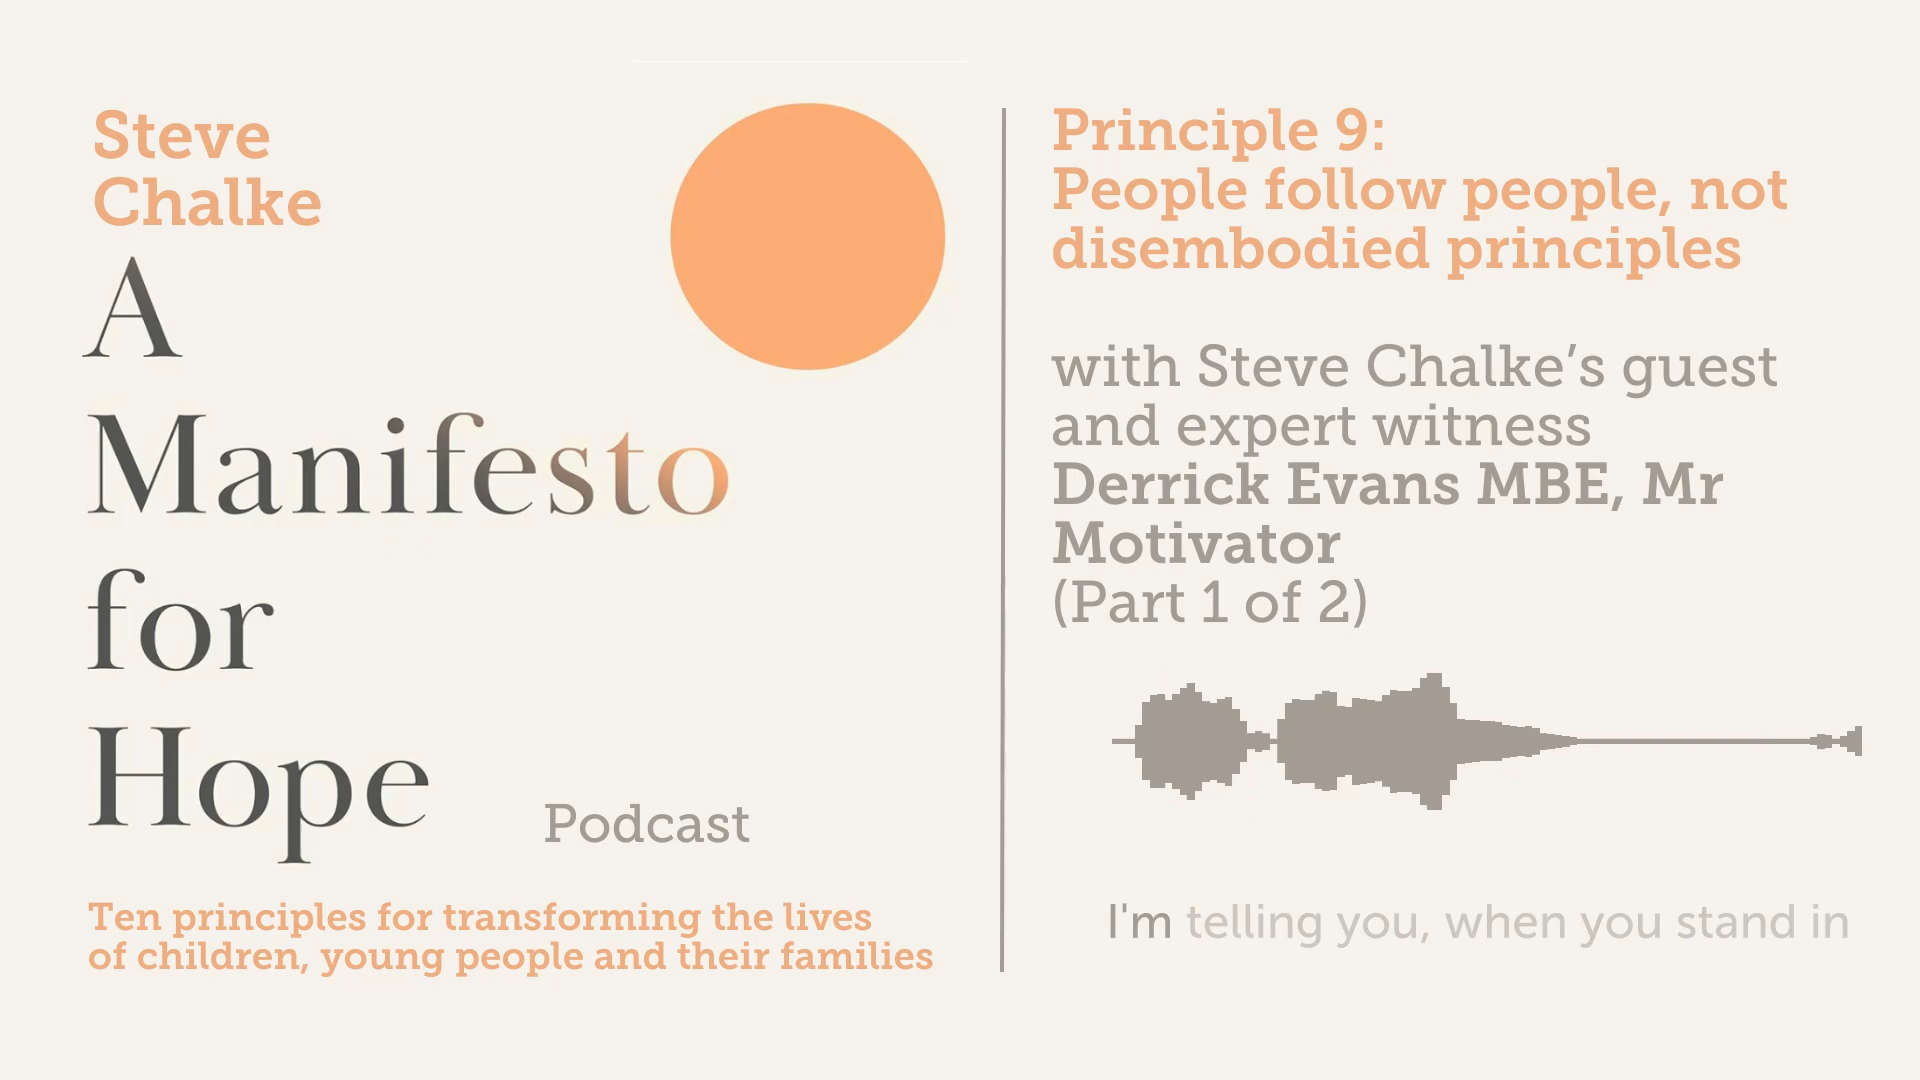 Steve
Chalke
A
Manifesto
for
Hope
Podcast
Ten principles for transforming the lives
of children, young people and their families
Principle 9:
People follow people, not
disembodied principles
with Steve Chalke’s guest
and expert witness
Derrick Evans MBE, Mr
Motivator
(Part 1 of 2)
I'm telling you, when you stand in